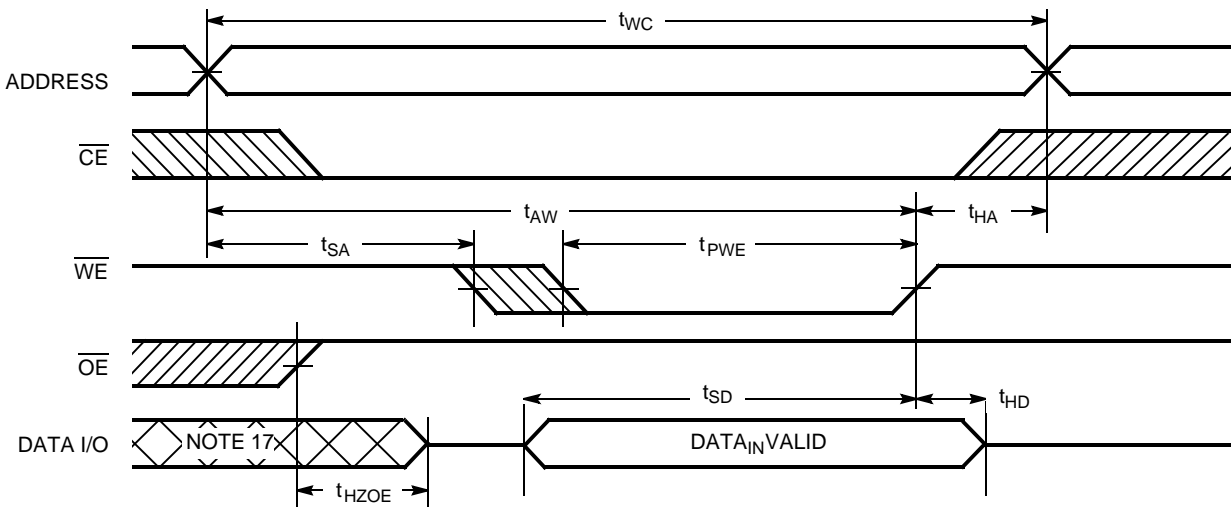 tWC
ADDRESS
CE
tAW
tHA
tSA
tPWE
WE
OE
tSD
tHD
DATA I/O
NOTE 17
DATAINVALID
tHZOE